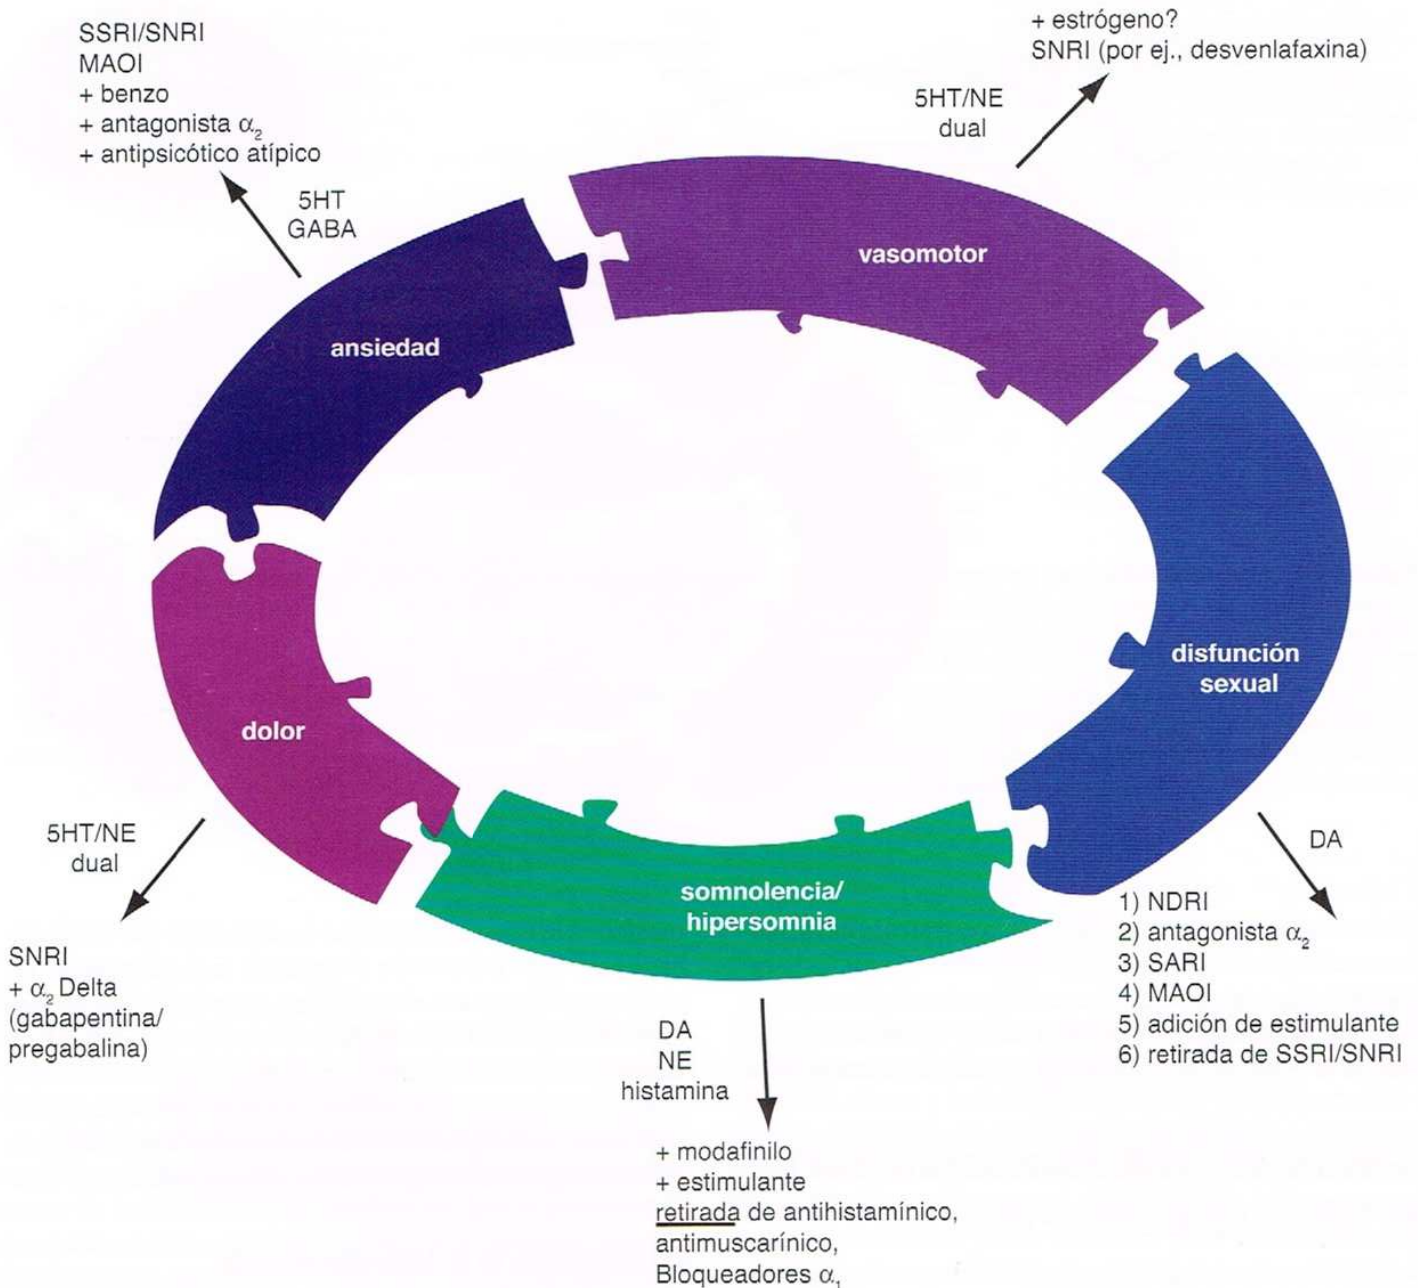 SSRI/SNRI
MAOI
+ benzo
+ antagonista α₂
+ antipsicótico atípico
5HT
GABA
ansiedad
+ estrógeno?
SNRI (por ej., desvenlafaxina)
5HT/NE
dual
vasomotor
disfunción
sexual
DA
1) NDRI
2) antagonista α₂
3) SARI
4) MAOI
5) adición de estimulante
6) retirada de SSRI/SNRI
dolor
5HT/NE
dual
SNRI
+ α₂ Delta
(gabapentina/
pregabalina)
somnolencia/
hipersomnia
DA
NE
histamina
+ modafinilo
+ estimulante
retirada de antihistamínico,
antimuscarínico,
Bloqueadores α₁